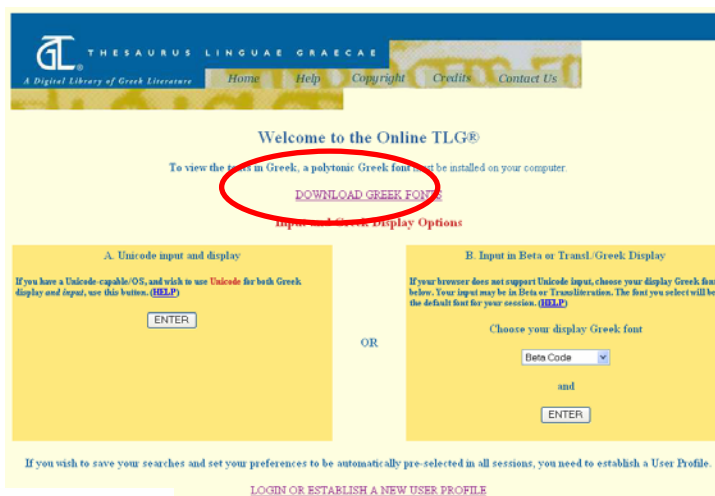 TL®
THESAURUS LINGUAE GRAECAE
A Digital Library of Greek Literature
Home Help Copyright Credits Contact Us
Welcome to the Online TLG®
To view the texts in Greek, a polytonic Greek font must be installed on your computer.
DOWNLOAD GREEK FONTS
Input and Greek Display Options
A. Unicode input and display
If you have a Unicode-capable/OS, and wish to use Unicode for both Greek
display and input, use this button. (HELP)
ENTER
OR
B. Input in Beta or Transl./Greek Display
If your browser does not support Unicode input, choose your display Greek font
below. Your input may be in Beta or Transliteration. The font you select will be
the default font for your session. (HELP)
Choose your display Greek font
Beta Code
and
ENTER
If you wish to save your searches and set your preferences to be automatically pre-selected in all sessions, you need to establish a User Profile.
LOGIN OR ESTABLISH A NEW USER PROFILE